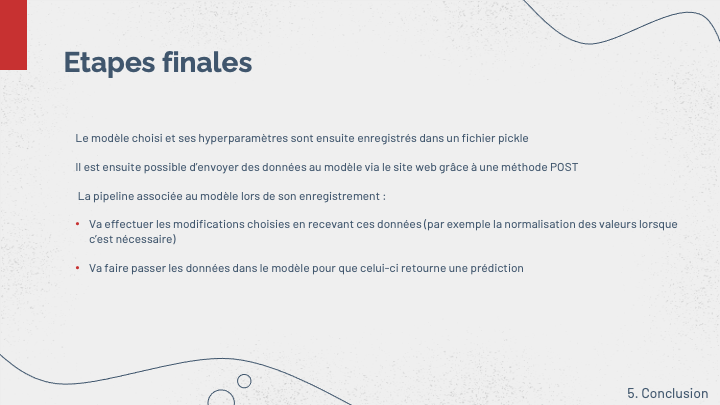 Etapes finales
Le modèle choisi et ses hyperparamètres sont ensuite enregistrés dans un fichier pickle
Il est ensuite possible d'envoyer des données au modèle via le site web grâce à une méthode POST
La pipeline associée au modèle lors de son enregistrement :
• Va effectuer les modifications choisies en recevant ces données (par exemple la normalisation des valeurs lorsque
c'est nécessaire)
• Va faire passer les données dans le modèle pour que celui-ci retourne une prédiction
5. Conclusion